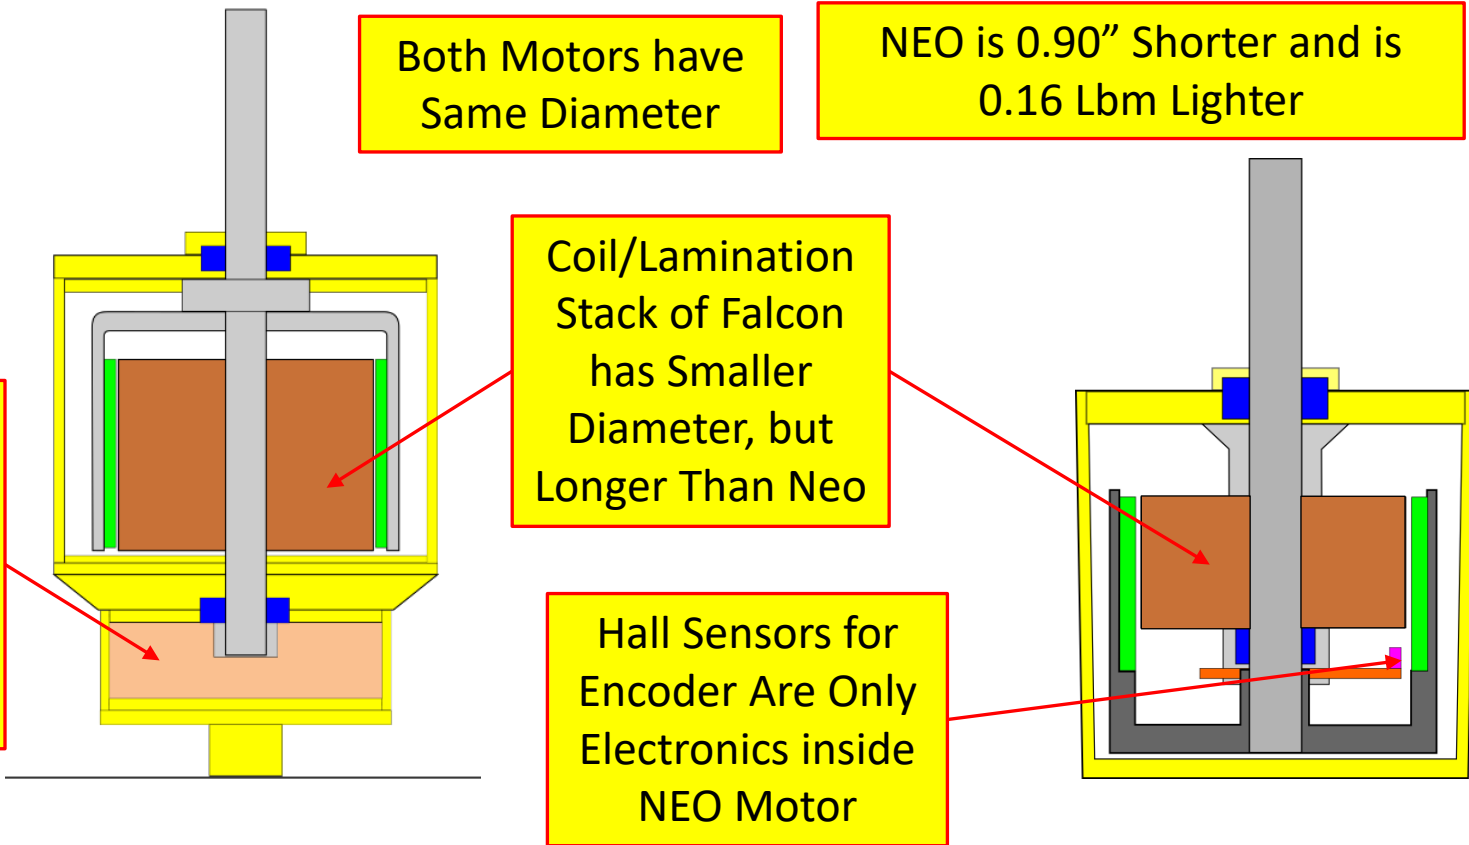 Both Motors have
Same Diameter
NEO is 0.90” Shorter and is
0.16 Lbm Lighter
Coil/Lamination
Stack of Falcon
has Smaller
Diameter, but
Longer Than Neo
Hall Sensors for
Encoder Are Only
Electronics inside
NEO Motor